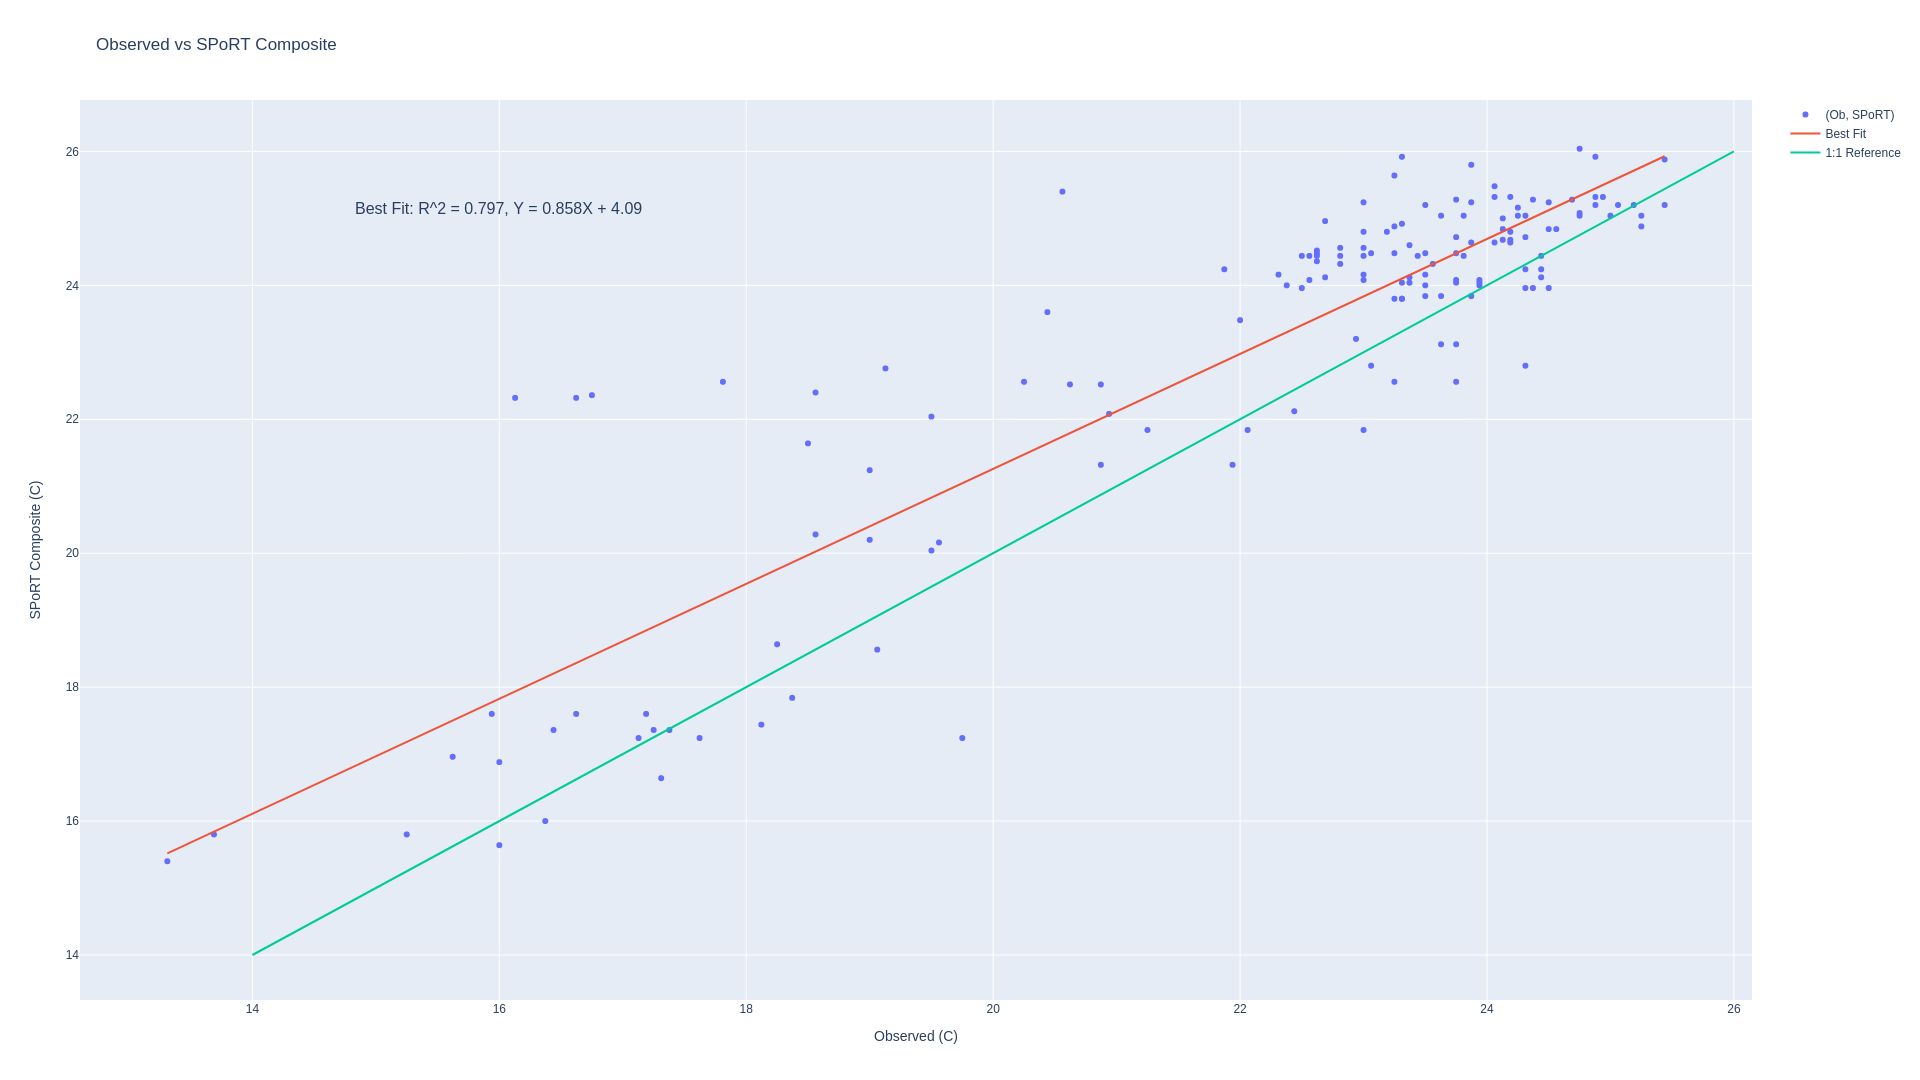 Observed vs SPoRT Composite
(Ob, SPoRT)
Best Fit
1:1 Reference
Best Fit: R^2 = 0.797, Y = 0.858X + 4.09
SPoRT Composite (C)
26
24
22
20
18
16
14
14
16
18
20
22
24
26
Observed (C)